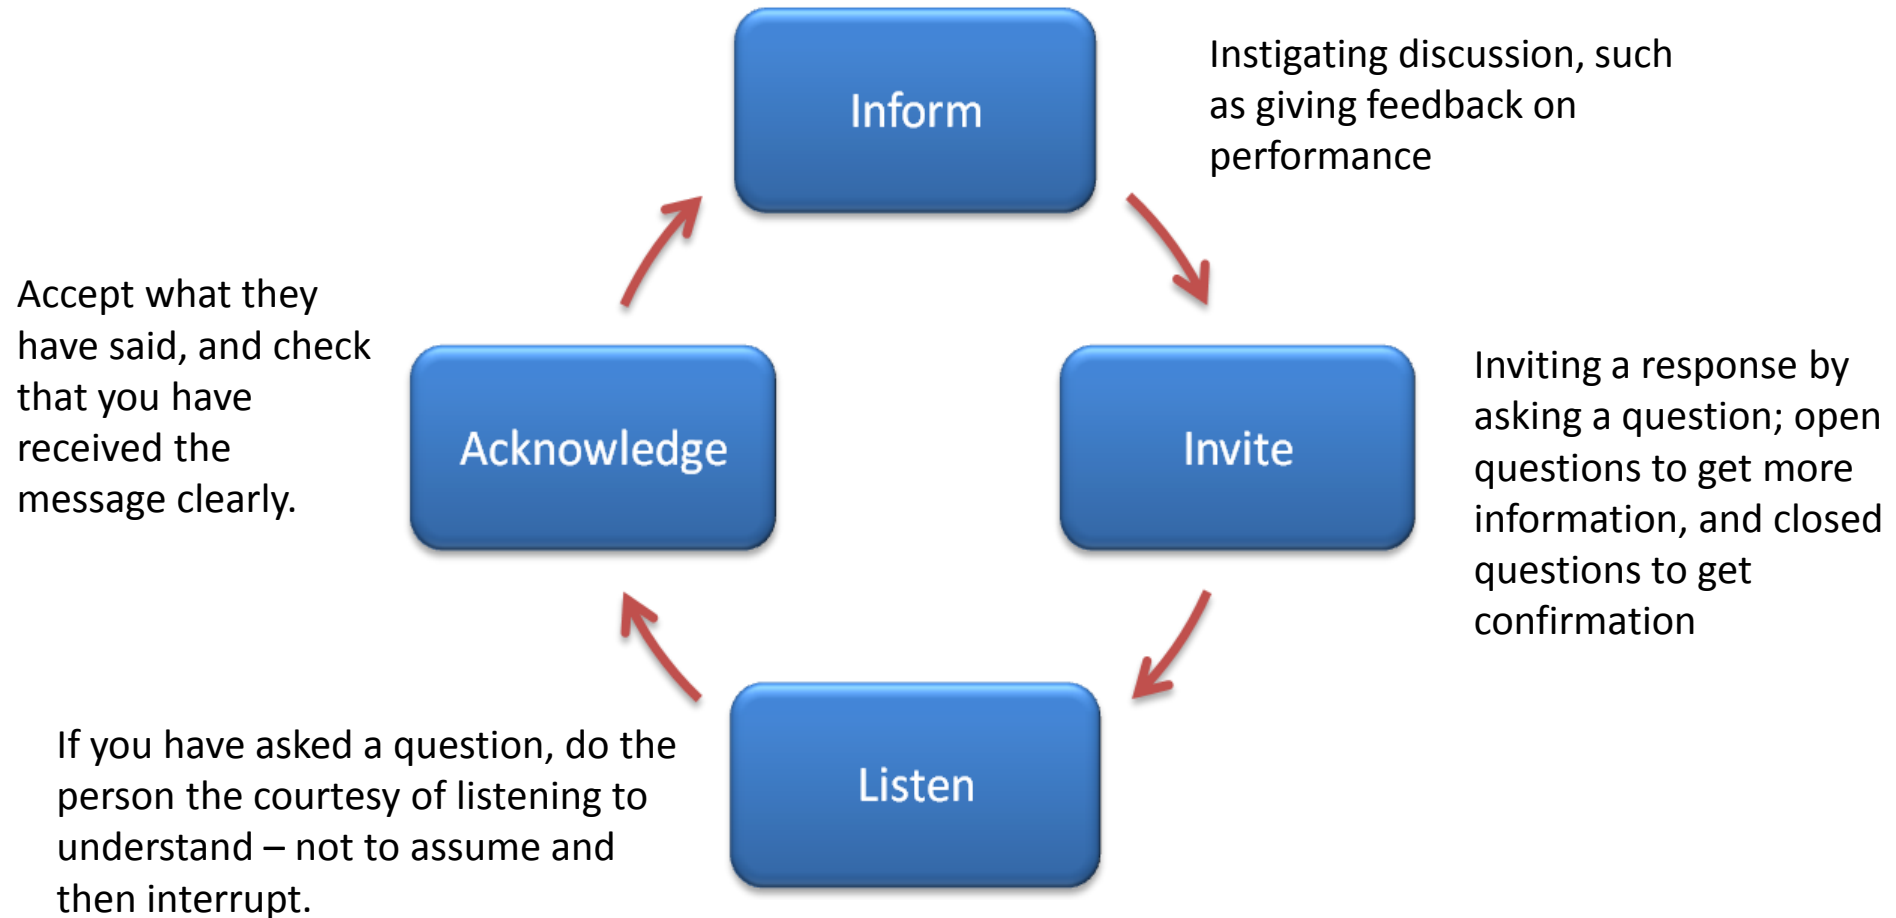 Inform
Instigating discussion, such
as giving feedback on
performance
Invite
Inviting a response by
asking a question; open
questions to get more
information, and closed
questions to get
confirmation
Listen
If you have asked a question, do the
person the courtesy of listening to
understand – not to assume and
then interrupt.
Acknowledge
Accept what they
have said, and check
that you have
received the
message clearly.